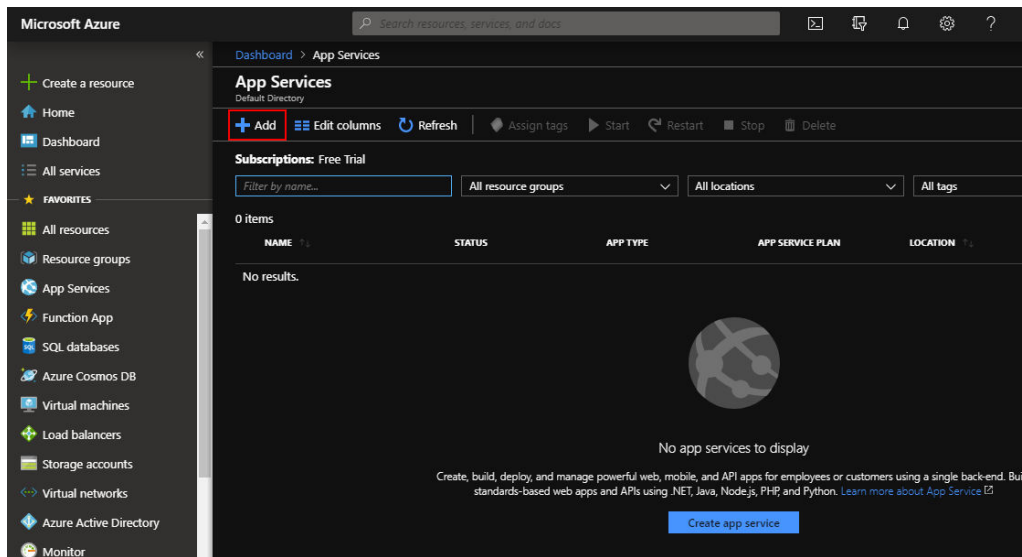 Microsoft Azure
Search resources, services, and docs
?
«
Dashboard > App Services
Create a resource
Home
Dashboard
All services
FAVORITES
All resources
Resource groups
App Services
Function App
SQL databases
Azure Cosmos DB
Virtual machines
Load balancers
Storage accounts
Virtual networks
Azure Active Directory
Monitor
App Services
Default Directory
Add Edit columns Refresh Assign tags Start Restart Stop Delete
Subscriptions: Free Trial
Filter by name... All resource groups All locations All tags
0 items
NAME STATUS APP TYPE APP SERVICE PLAN LOCATION
No results.
No app services to display
Create, build, deploy, and manage powerful web, mobile, and API apps for employees or customers using a single back-end. Bui
standards-based web apps and APIs using .NET, Java, Node.js, PHP, and Python. Learn more about App Service
Create app service